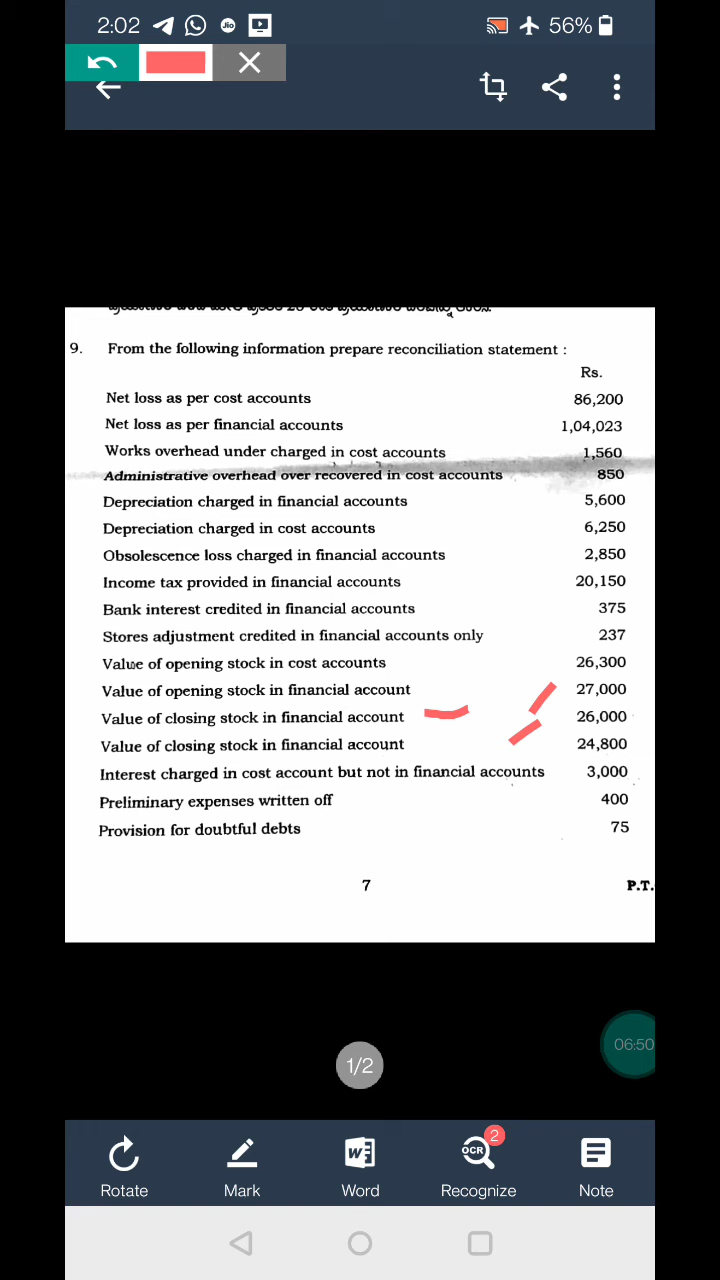 2:02 Jio 56%
9. From the following information prepare reconciliation statement :
Rs.
Net loss as per cost accounts 86,200
Net loss as per financial accounts 1,04,023
Works overhead under charged in cost accounts 1,560
Administrative overhead over recovered in cost accounts 850
Depreciation charged in financial accounts 5,600
Depreciation charged in cost accounts 6,250
Obsolescence loss charged in financial accounts 2,850
Income tax provided in financial accounts 20,150
Bank interest credited in financial accounts 375
Stores adjustment credited in financial accounts only 237
Value of opening stock in cost accounts 26,300
Value of opening stock in financial account 27,000
Value of closing stock in financial account 26,000
Value of closing stock in financial account 24,800
Interest charged in cost account but not in financial accounts 3,000
Preliminary expenses written off 400
Provision for doubtful debts 75
7 P.T.
06:50
1/2
W OCR 2
Rotate Mark Word Recognize Note